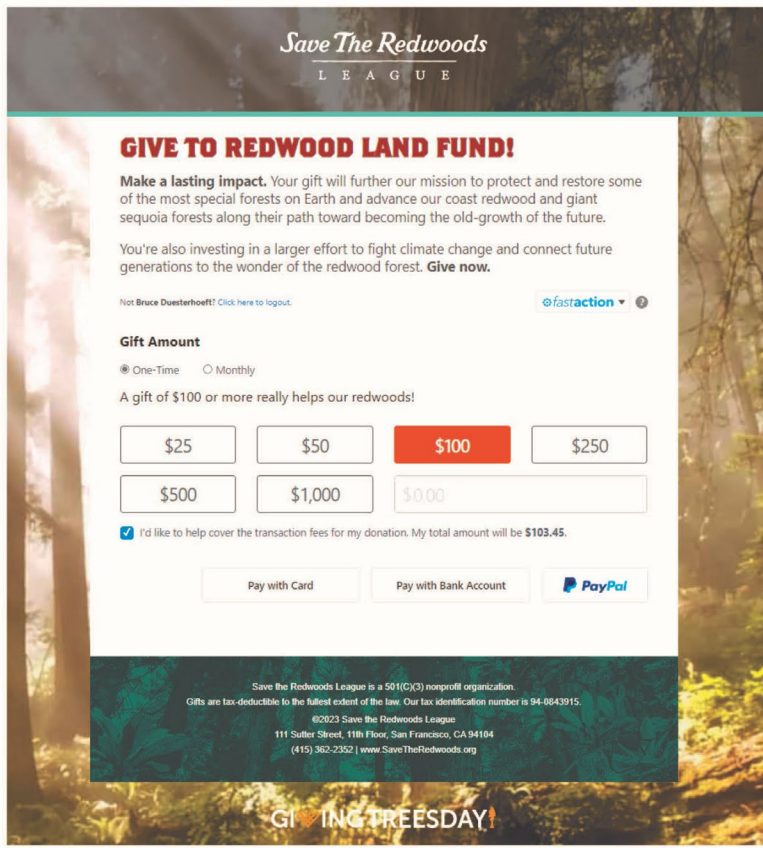 Save The Redwoods
LEAGUE
GIVE TO REDWOOD LAND FUND!
Make a lasting impact. Your gift will further our mission to protect and restore some
of the most special forests on Earth and advance our coast redwood and giant
sequoia forests along their path toward becoming the old-growth of the future.
You're also investing in a larger effort to fight climate change and connect future
generations to the wonder of the redwood forest. Give now.
Not Bruce Duesterhoeft? Click here to logout.
fastaction ?
Gift Amount
One-Time Monthly
A gift of $100 or more really helps our redwoods!
$25 $50 $100 $250
$500 $1,000 $0.00
I'd like to help cover the transaction fees for my donation. My total amount will be $103.45.
Pay with Card Pay with Bank Account PayPal
Save the Redwoods League is a 501(C)(3) nonprofit organization.
Gifts are tax-deductible to the fullest extent of the law. Our tax identification number is 94-0843915.
©2023 Save the Redwoods League
111 Sutter Street, 11th Floor, San Francisco, CA 94104
(415) 362-2352 | www.SaveTheRedwoods.org
GIVING TREESDAY